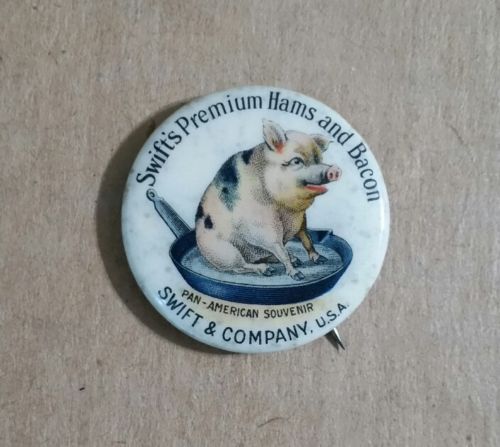 Swift's Premium Hams and Bacon
PAN-AMERICAN SOUVENIR
SWIFT & COMPANY, U.S.A.